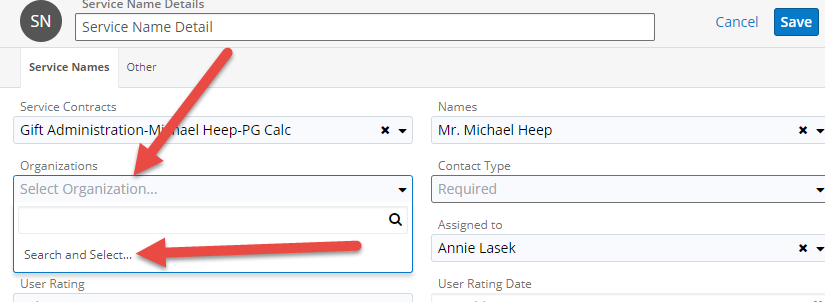 SN
Service Name Details
Service Name Detail
Cancel
Save
Service Names
Other
Service Contracts
Names
Gift Administration-Michael Heep-PG Calc
Mr. Michael Heep
Organizations
Contact Type
Select Organization...
Required
Assigned to
Search and Select...
Annie Lasek
User Rating
User Rating Date